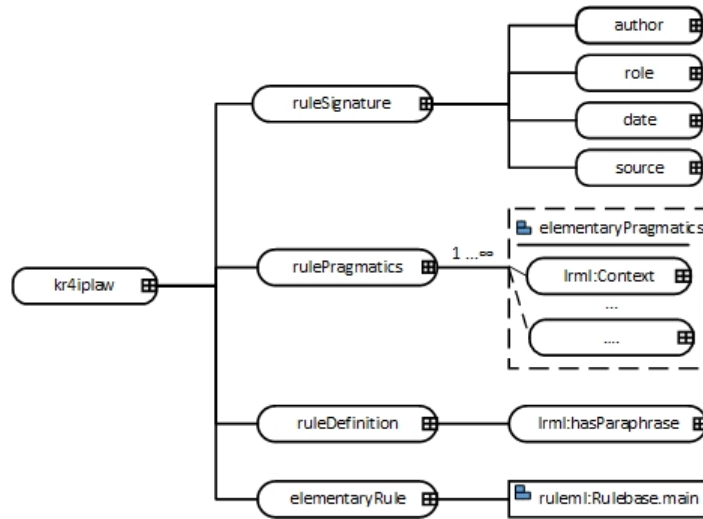 author
role
ruleSignature
date
source
elementaryPragmatics
1 ...∞
rulePragmatics
lrml:Context
kr4iplaw
...
....
ruleDefinition
lrml:hasParaphrase
elementaryRule
ruleml:Rulebase.main